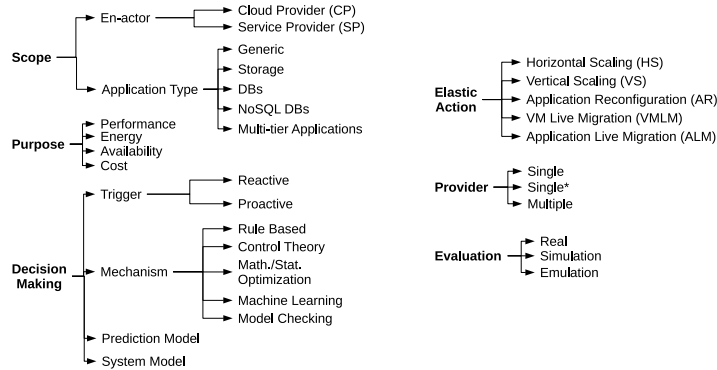 Scope
En-actor
Cloud Provider (CP)
Service Provider (SP)
Application Type
Generic
Storage
DBs
NoSQL DBs
Multi-tier Applications
Purpose
Performance
Energy
Availability
Cost
Decision
Making
Trigger
Reactive
Proactive
Mechanism
Rule Based
Control Theory
Math./Stat.
Optimization
Machine Learning
Model Checking
Prediction Model
System Model
Elastic
Action
Horizontal Scaling (HS)
Vertical Scaling (VS)
Application Reconfiguration (AR)
VM Live Migration (VMLM)
Application Live Migration (ALM)
Provider
Single
Single*
Multiple
Evaluation
Real
Simulation
Emulation